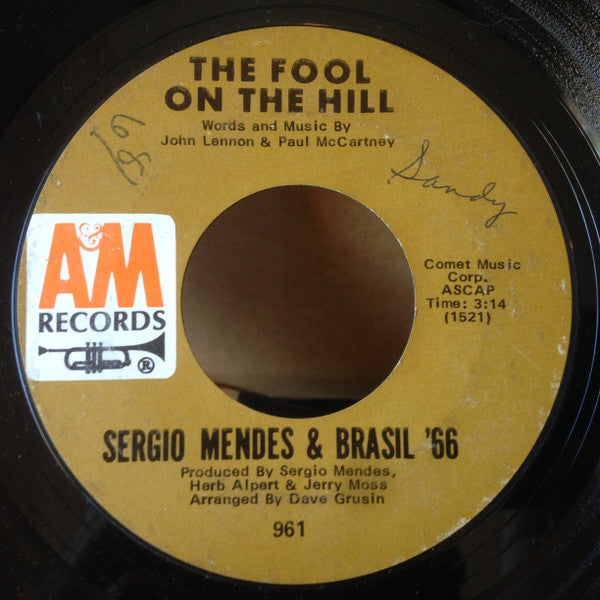 THE FOOL
ON THE HILL
Words and Music By
John Lennon & Paul McCartney
Sandy
A&M
RECORDS
®
Comet Music
Corp.
ASCAP
Time: 3:14
(1521)
SERGIO MENDES & BRASIL '66
Produced By Sergio Mendes,
Herb Alpert & Jerry Moss
Arranged By Dave Grusin
961